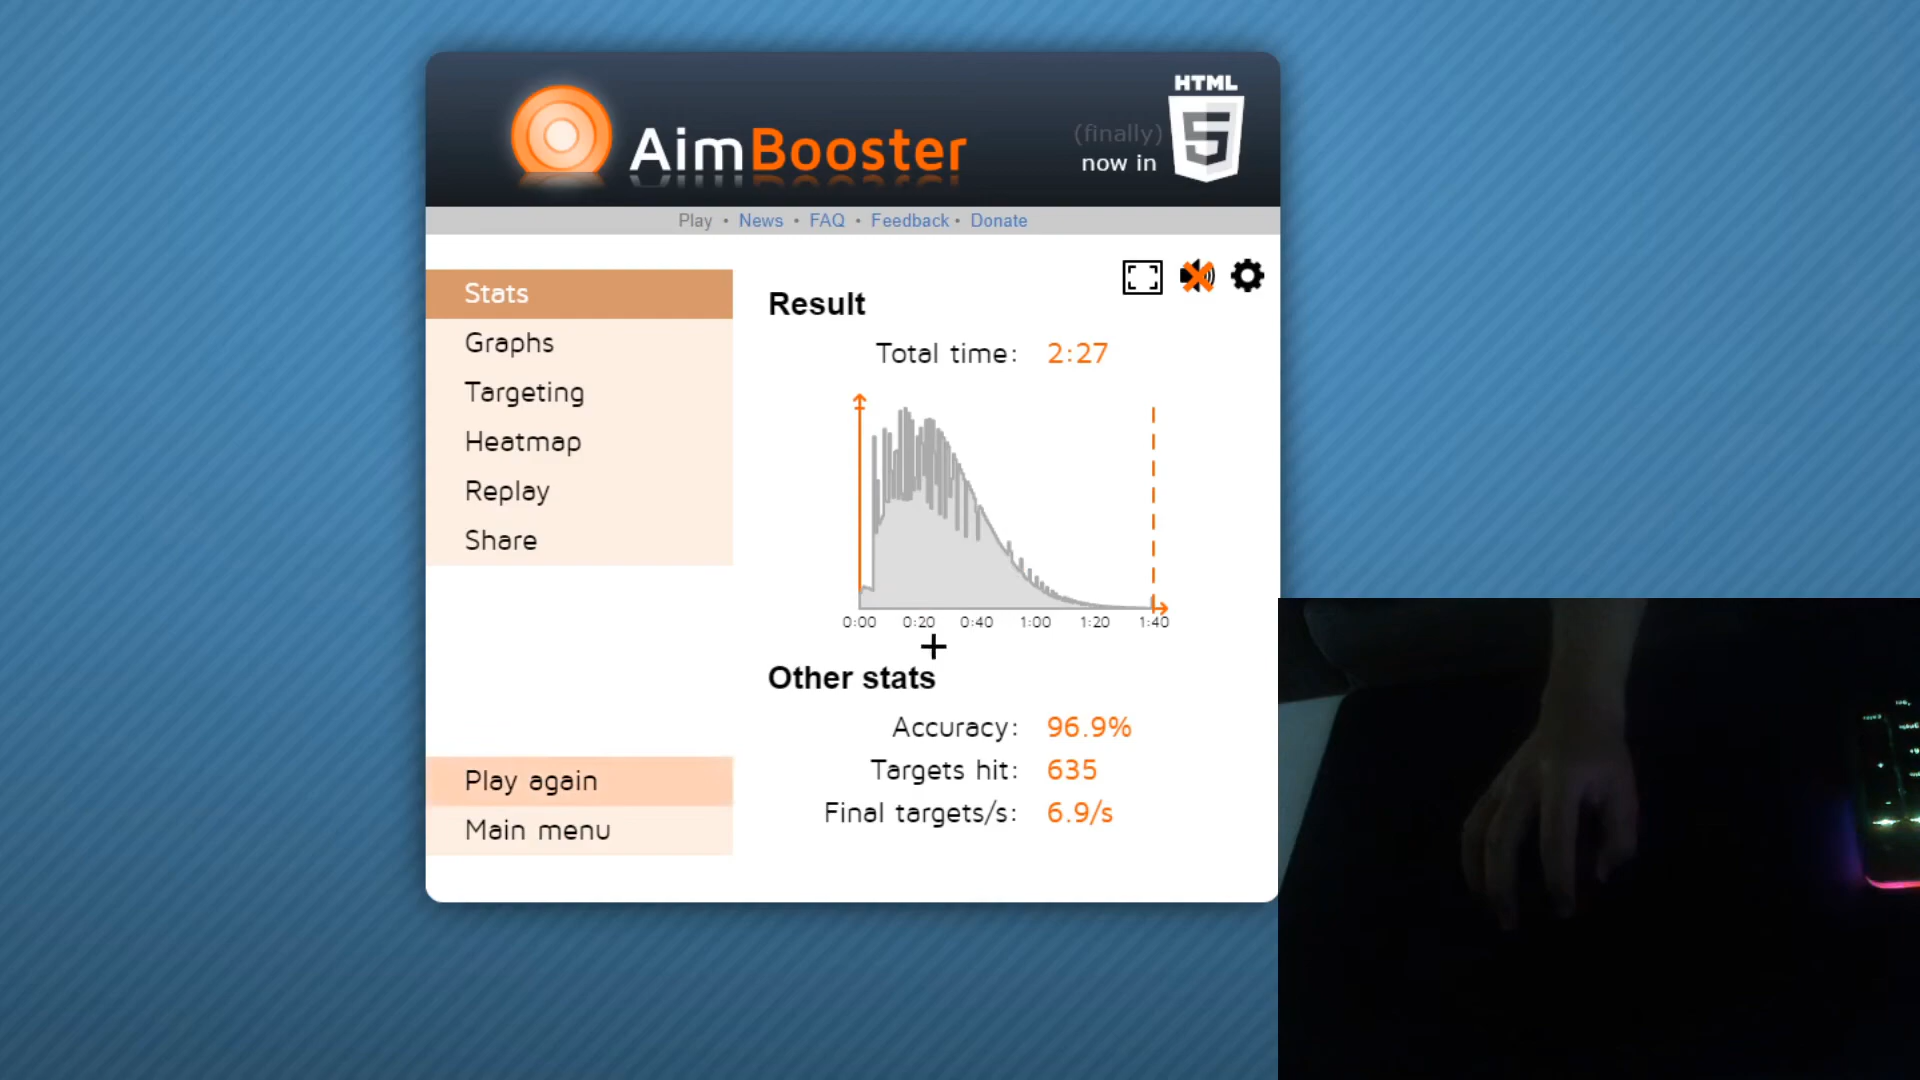 HTML
5
(finally)
now in
AimBooster
Play • News • FAQ • Feedback • Donate
Stats
Graphs
Targeting
Heatmap
Replay
Share
Play again
Main menu
Result
Total time: 2:27
0:00 0:20 0:40 1:00 1:20 1:40
Other stats
Accuracy: 96.9%
Targets hit: 635
Final targets/s: 6.9/s